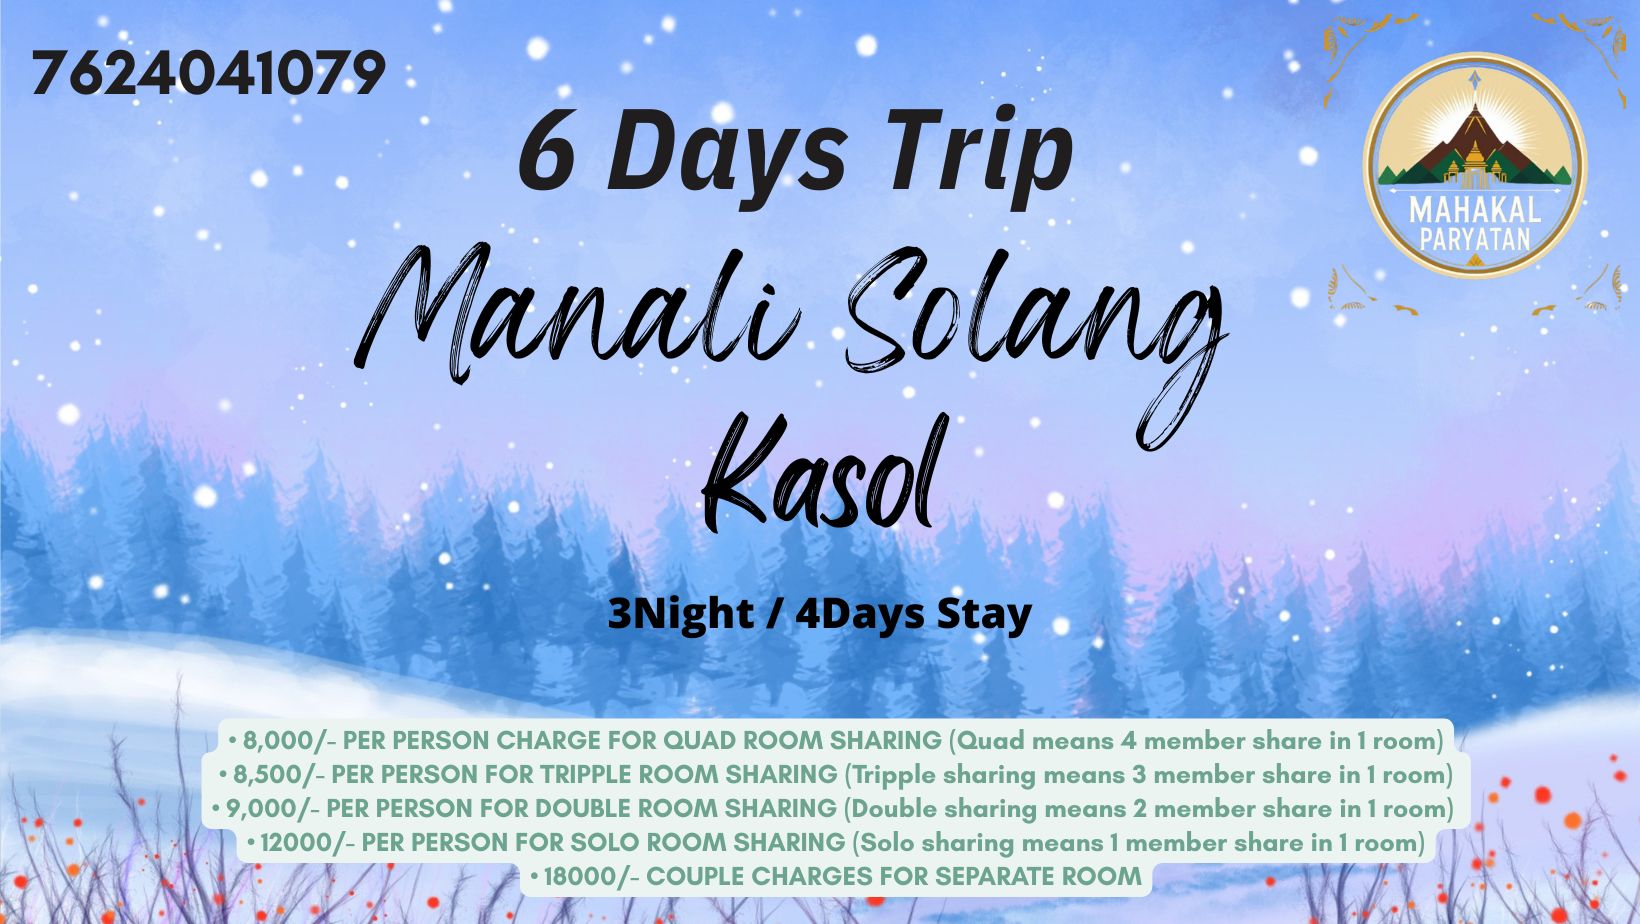 7624041079
6 Days Trip
MAHAKAL
PARYATAN
Manali Solang
Kasol
3Night / 4Days Stay
• 8,000/- PER PERSON CHARGE FOR QUAD ROOM SHARING (Quad means 4 member share in 1 room)
• 8,500/- PER PERSON FOR TRIPPLE ROOM SHARING (Tripple sharing means 3 member share in 1 room)
• 9,000/- PER PERSON FOR DOUBLE ROOM SHARING (Double sharing means 2 member share in 1 room)
• 12000/- PER PERSON FOR SOLO ROOM SHARING (Solo sharing means 1 member share in 1 room)
• 18000/- COUPLE CHARGES FOR SEPARATE ROOM